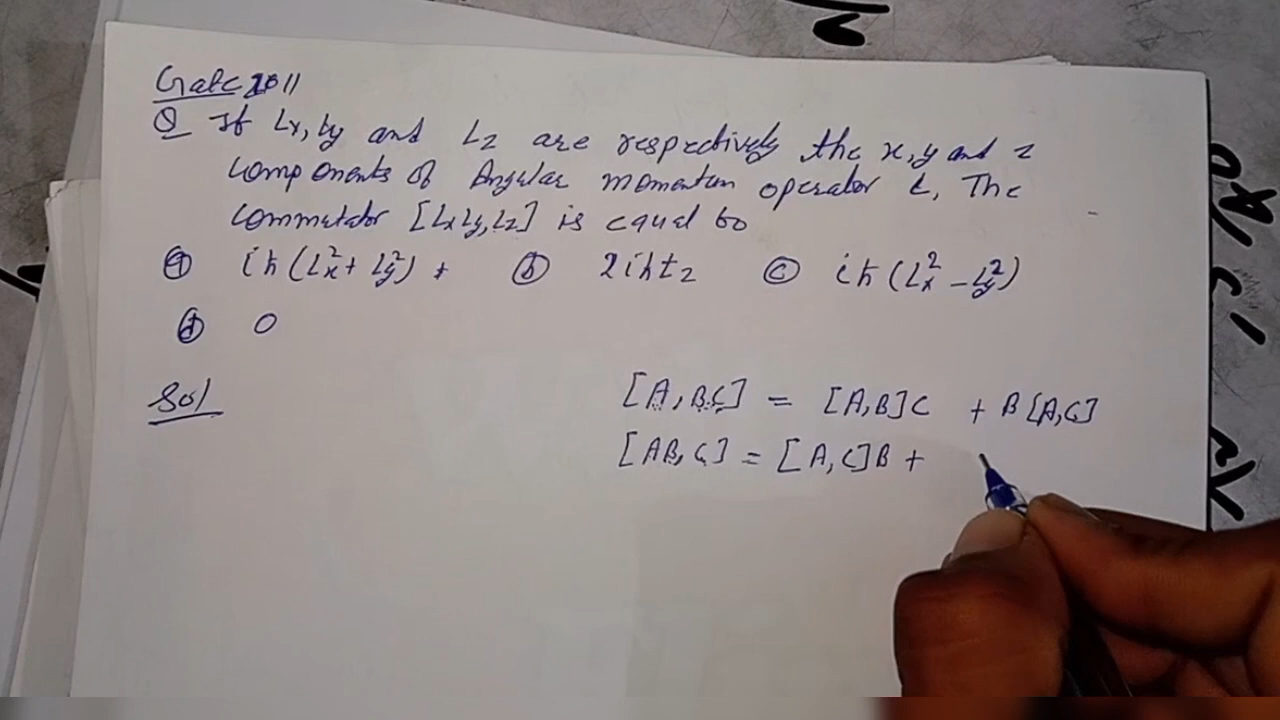 Gate 2011
Q If Lx, Ly and Lz are respectively the x, y and z
components of Angular momentum operator L, The
commutator [LxLy, Lz] is equal to
ⓐ iħ(Lx² + Ly²) ⓑ 2iħLz ⓒ iħ(Lx² - Ly²)
ⓓ 0
Sol
[A, BC] = [A,B]C + B[A,C]
[AB, C] = [A,C]B +